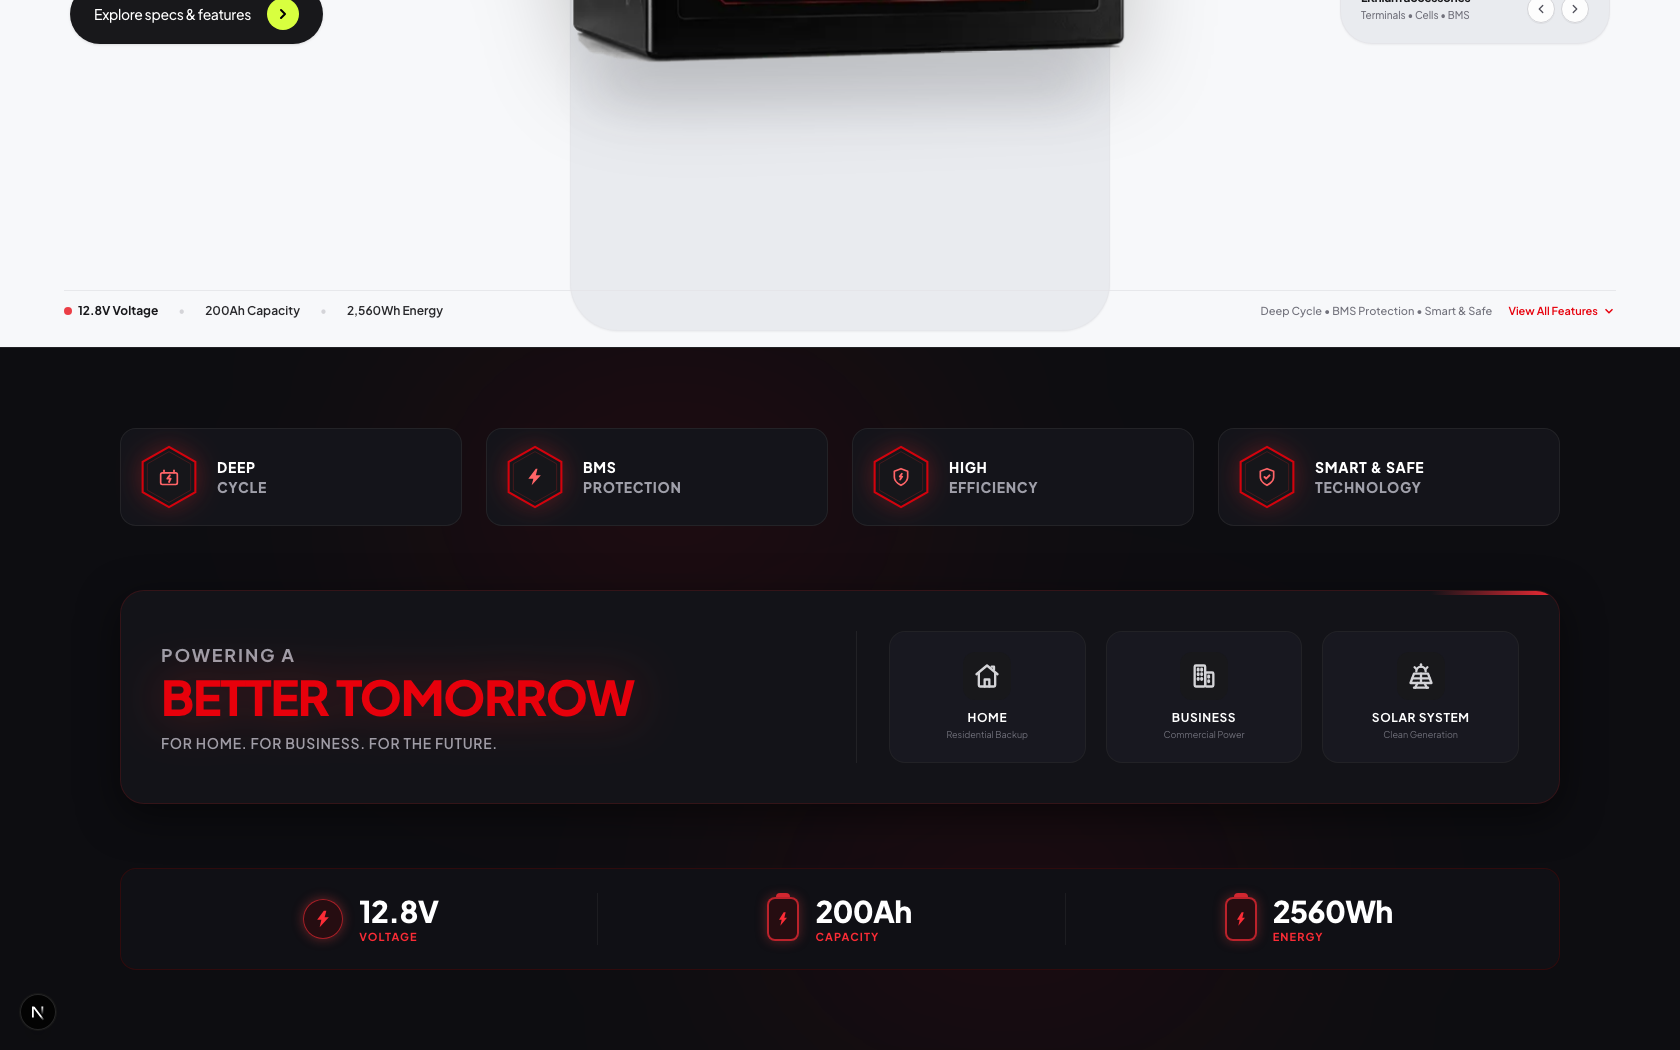 Explore specs & features
Terminals • Cells • BMS
12.8V Voltage
200Ah Capacity
2,560Wh Energy
Deep Cycle • BMS Protection • Smart & Safe
View All Features
DEEP
CYCLE
BMS
PROTECTION
HIGH
EFFICIENCY
SMART & SAFE
TECHNOLOGY
POWERING A
BETTER TOMORROW
FOR HOME. FOR BUSINESS. FOR THE FUTURE.
HOME
Residential Backup
BUSINESS
Commercial Power
SOLAR SYSTEM
Clean Generation
12.8V
VOLTAGE
200Ah
CAPACITY
2560Wh
ENERGY
N